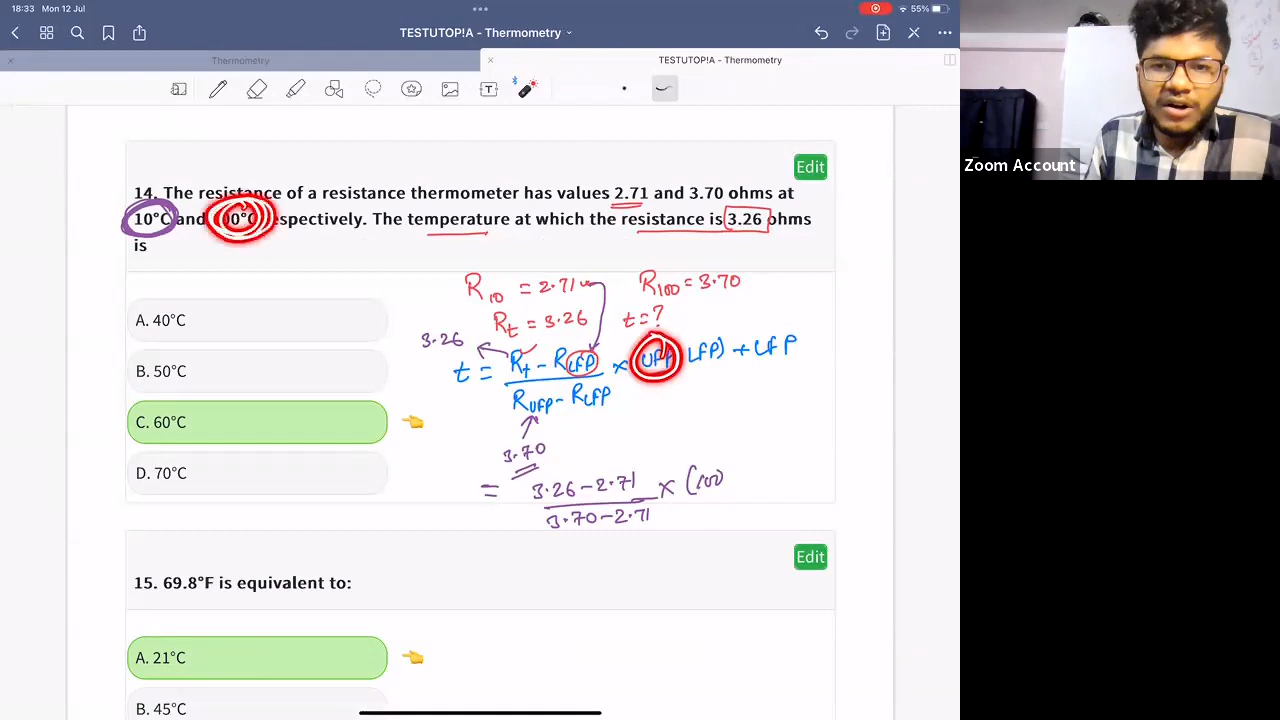 18:33 Mon 12 Jul
55%
TESTUTOP!A - Thermometry
Thermometry
TESTUTOP!A - Thermometry
Edit
14. The resistance of a resistance thermometer has values 2.71 and 3.70 ohms at
10°C and 100°C respectively. The temperature at which the resistance is 3.26 ohms
is
R10 = 2.71 R100 = 3.70
Rt = 3.26 t = ?
3.26
t = Rt - RLFP × (UFP - LFP) + LFP
RUFP - RLFP
3.70
= 3.26 - 2.71 × (100
3.70 - 2.71
A. 40°C
B. 50°C
C. 60°C
D. 70°C
Edit
15. 69.8°F is equivalent to:
A. 21°C
B. 45°C
Zoom Account